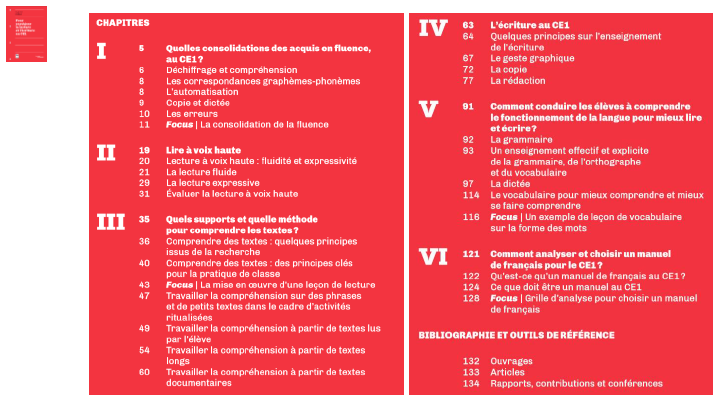 CHAPITRES
I
5 Quelles consolidations des acquis en fluence,
au CE1 ?
6 Déchiffrage et compréhension
8 Les correspondances graphèmes-phonèmes
8 L'automatisation
9 Copie et dictée
10 Les erreurs
11 Focus | La consolidation de la fluence
II
19 Lire à voix haute
20 Lecture à voix haute : fluidité et expressivité
21 La lecture fluide
29 La lecture expressive
31 Évaluer la lecture à voix haute
III
35 Quels supports et quelle méthode
pour comprendre les textes ?
36 Comprendre des textes : quelques principes
issus de la recherche
40 Comprendre des textes : des principes clés
pour la pratique de classe
43 Focus | La mise en œuvre d'une leçon de lecture
47 Travailler la compréhension sur des phrases
et de petits textes dans le cadre d'activités
ritualisées
49 Travailler la compréhension à partir de textes lus
par l'élève
54 Travailler la compréhension à partir de textes
longs
60 Travailler la compréhension à partir de textes
documentaires
IV
63 L'écriture au CE1
64 Quelques principes sur l'enseignement
de l'écriture
67 Le geste graphique
72 La copie
77 La rédaction
V
91 Comment conduire les élèves à comprendre
le fonctionnement de la langue pour mieux lire
et écrire ?
92 La grammaire
93 Un enseignement effectif et explicite
de la grammaire, de l'orthographe
et du vocabulaire
97 La dictée
114 Le vocabulaire pour mieux comprendre et mieux
se faire comprendre
116 Focus | Un exemple de leçon de vocabulaire
sur la forme des mots
VI
121 Comment analyser et choisir un manuel
de français pour le CE1 ?
122 Qu'est-ce qu'un manuel de français au CE1 ?
124 Ce que doit être un manuel au CE1
128 Focus | Grille d'analyse pour choisir un manuel
de français
BIBLIOGRAPHIE ET OUTILS DE RÉFÉRENCE
132 Ouvrages
133 Articles
134 Rapports, contributions et conférences